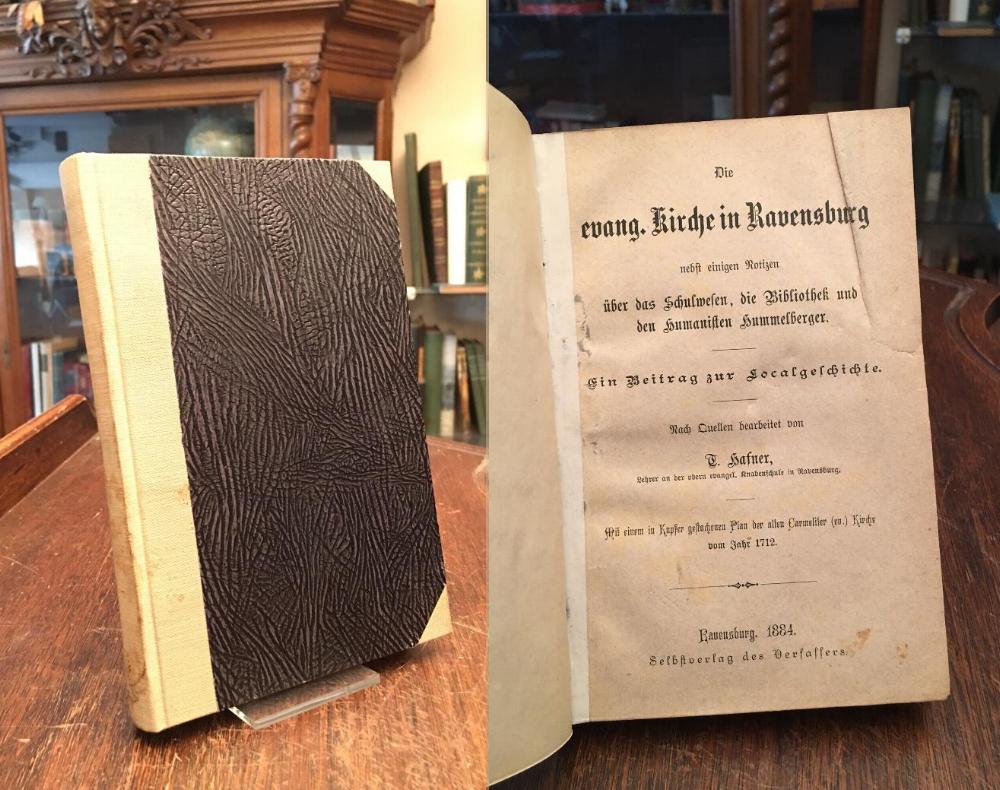 Die
evang. Kirche in Ravensburg
nebst einigen Notizen
über das Schulwesen, die Bibliothek und
den Humanisten Hummelberger.
Ein Beitrag zur Localgeschichte.
Nach Quellen bearbeitet von
T. Hafner,
Lehrer an der obern evangel. Knabenschule in Ravensburg.
Mit einem in Kupfer gestochenen Plan der alten Carmeliter (ev.) Kirche
vom Jahr 1712.
Ravensburg. 1884.
Selbstverlag des Verfassers.